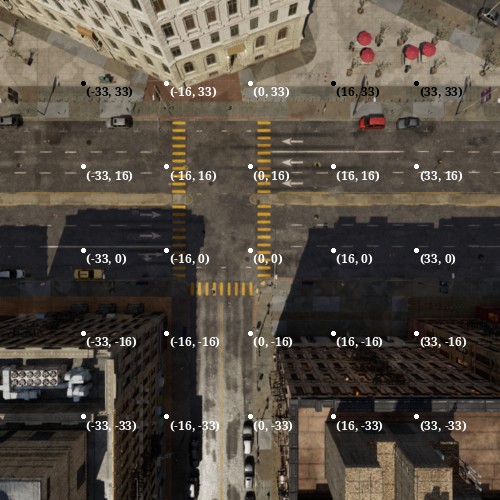 (-33, 33) (-16, 33) (0, 33) (16, 33) (33, 33)
(-33, 16) (-16, 16) (0, 16) (16, 16) (33, 16)
(-33, 0) (-16, 0) (0, 0) (16, 0) (33, 0)
(-33, -16) (-16, -16) (0, -16) (16, -16) (33, -16)
(-33, -33) (-16, -33) (0, -33) (16, -33) (33, -33)